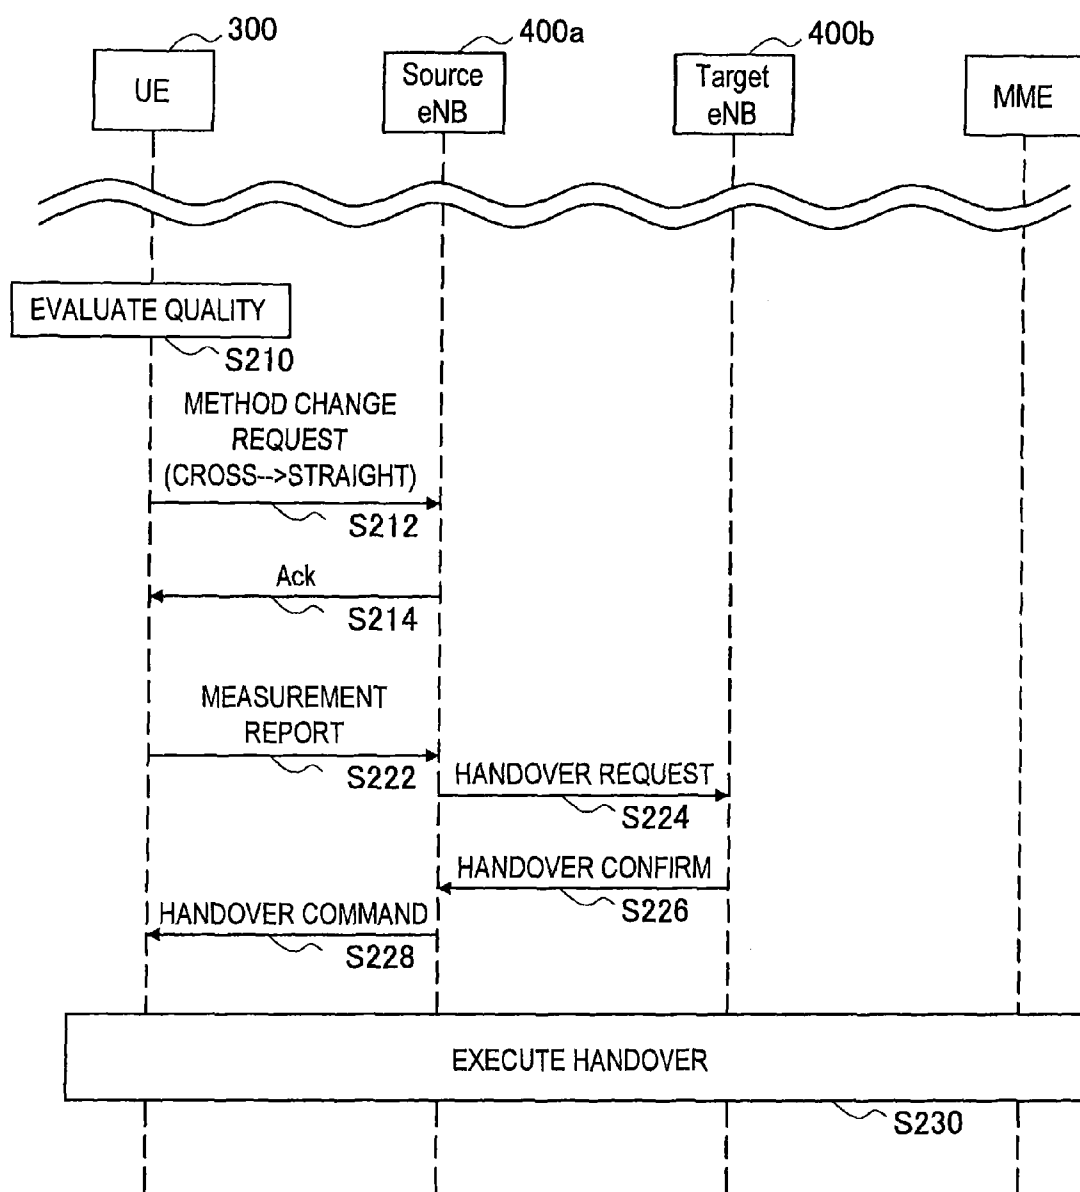 300
400a
400b
UE
Source
eNB
Target
eNB
MME
EVALUATE QUALITY
S210
METHOD CHANGE
REQUEST
(CROSS-->STRAIGHT)
S212
Ack
S214
MEASUREMENT
REPORT
S222
HANDOVER REQUEST
S224
HANDOVER CONFIRM
S226
HANDOVER COMMAND
S228
EXECUTE HANDOVER
S230